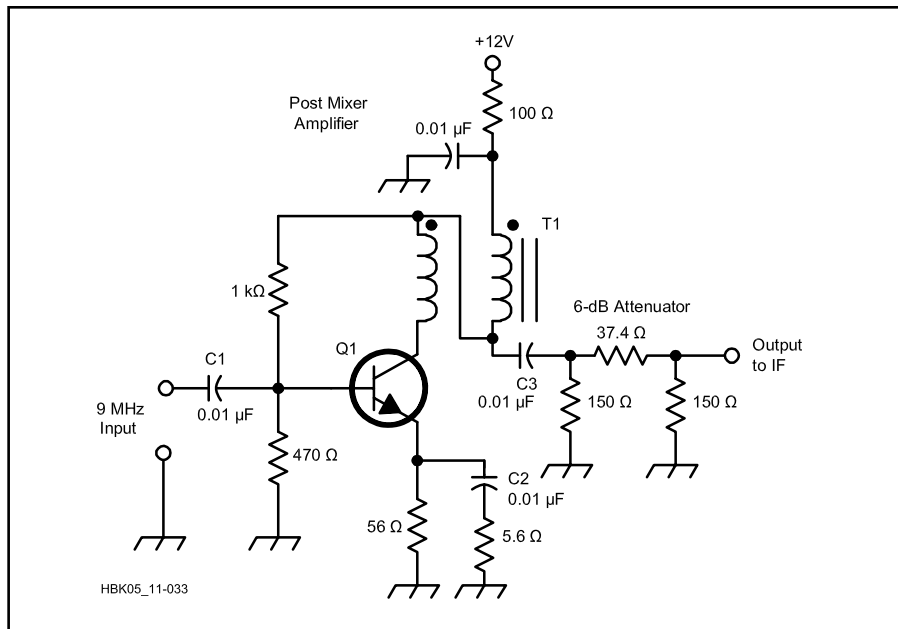 +12V
100 Ω
Post Mixer
Amplifier
0.01 µF
T1
1 kΩ
6-dB Attenuator
37.4 Ω
Q1
Output
to IF
C1
0.01 µF
C3
0.01 µF
9 MHz
Input
150 Ω
150 Ω
470 Ω
C2
0.01 µF
56 Ω
5.6 Ω
HBK05_11-033